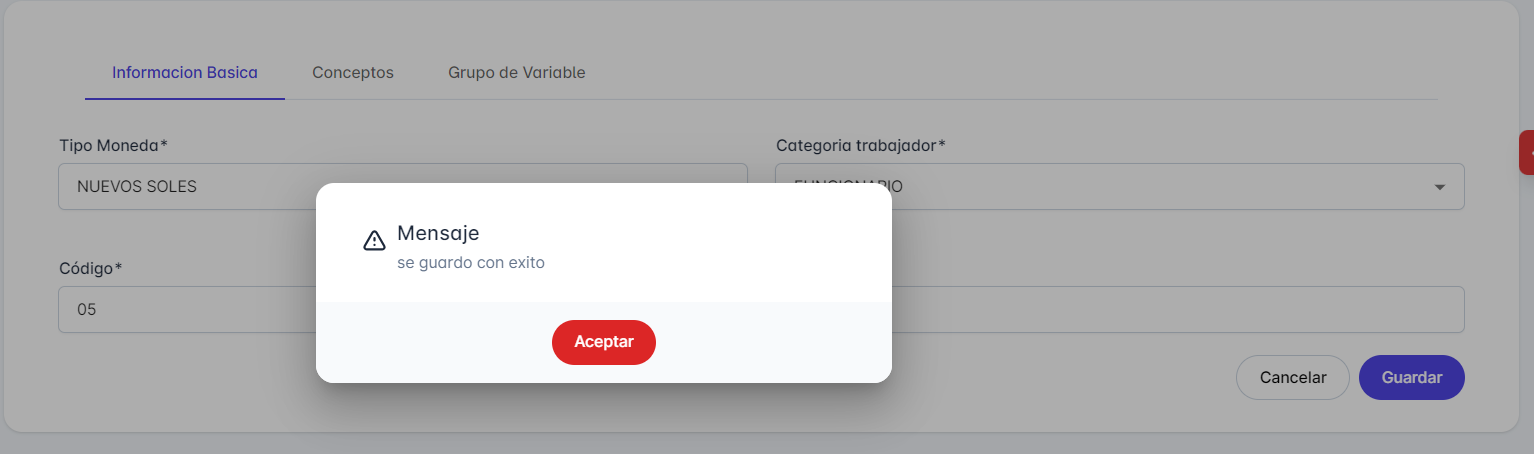 Informacion Basica
Conceptos
Grupo de Variable
Tipo Moneda*
Categoria trabajador*
NUEVOS SOLES
FUNCIONARIO
Mensaje
se guardo con exito
Código*
05
Aceptar
Cancelar
Guardar